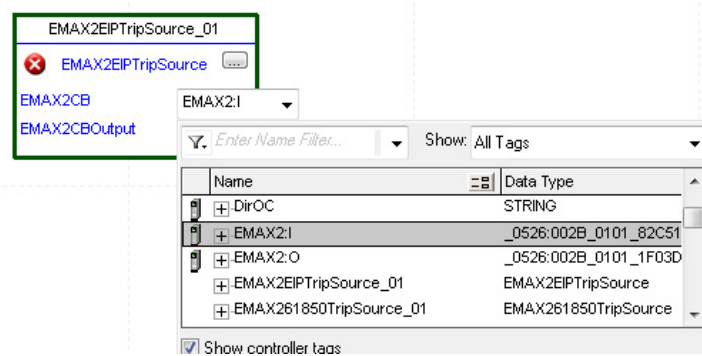 EMAX2EIPTripSource_01
EMAX2EIPTripSource ...
EMAX2CB EMAX2:I
EMAX2CBOutput
Enter Name Filter... Show: All Tags
Name Data Type
DirOC STRING
EMAX2:I _0526:002B_0101_82C51
EMAX2:O _0526:002B_0101_1F03D
EMAX2EIPTripSource_01 EMAX2EIPTripSource
EMAX261850TripSource_01 EMAX261850TripSource
Show controller tags